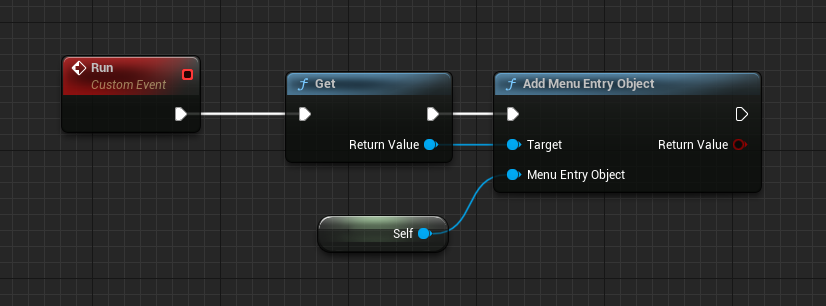 Run
Custom Event
Get
Return Value
Add Menu Entry Object
Target
Return Value
Menu Entry Object
Self